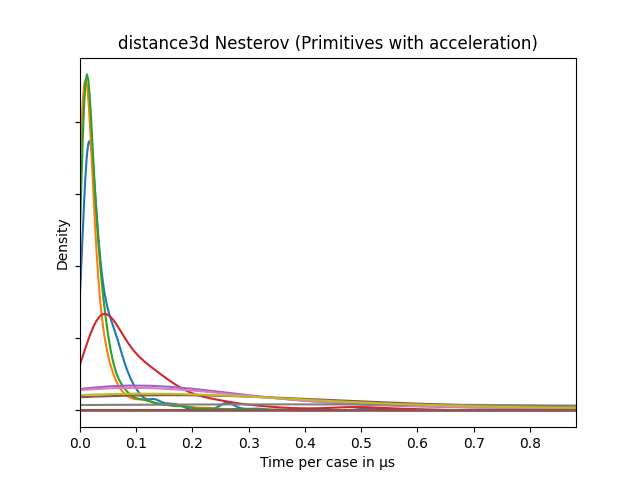 distance3d Nesterov (Primitives with acceleration)
Density
0.0 0.1 0.2 0.3 0.4 0.5 0.6 0.7 0.8
Time per case in µs